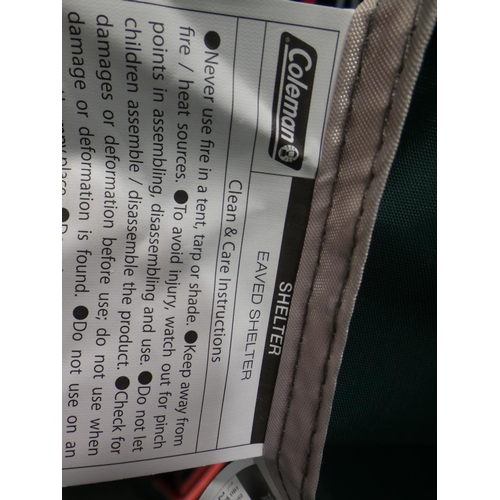 Coleman
SHELTER
EAVED SHELTER
Clean & Care Instructions
●Never use fire in a tent, tarp or shade. ●Keep away from
fire / heat sources. ●To avoid injury, watch out for pinch
points in assembling, disassembling and use. ●Do not let
children assemble / disassemble the product. ●Check for
damages or deformation before use; do not use when
damage or deformation is found. ●Do not use on an